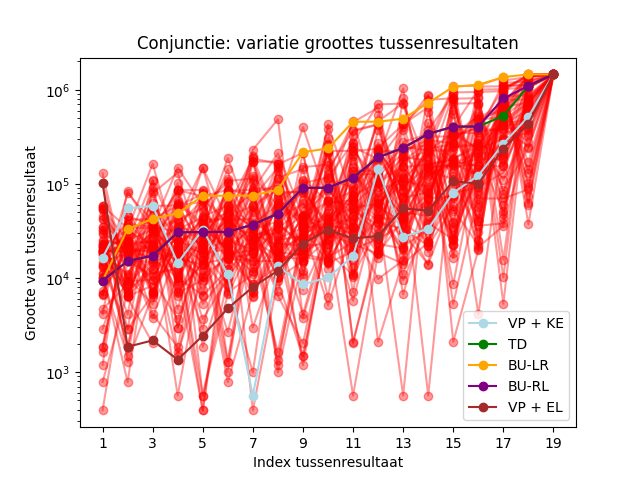 Conjunctie: variatie groottes tussenresultaten
Grootte van tussenresultaat
10^6
10^5
10^4
10^3
1 3 5 7 9 11 13 15 17 19
Index tussenresultaat
VP + KE
TD
BU-LR
BU-RL
VP + EL